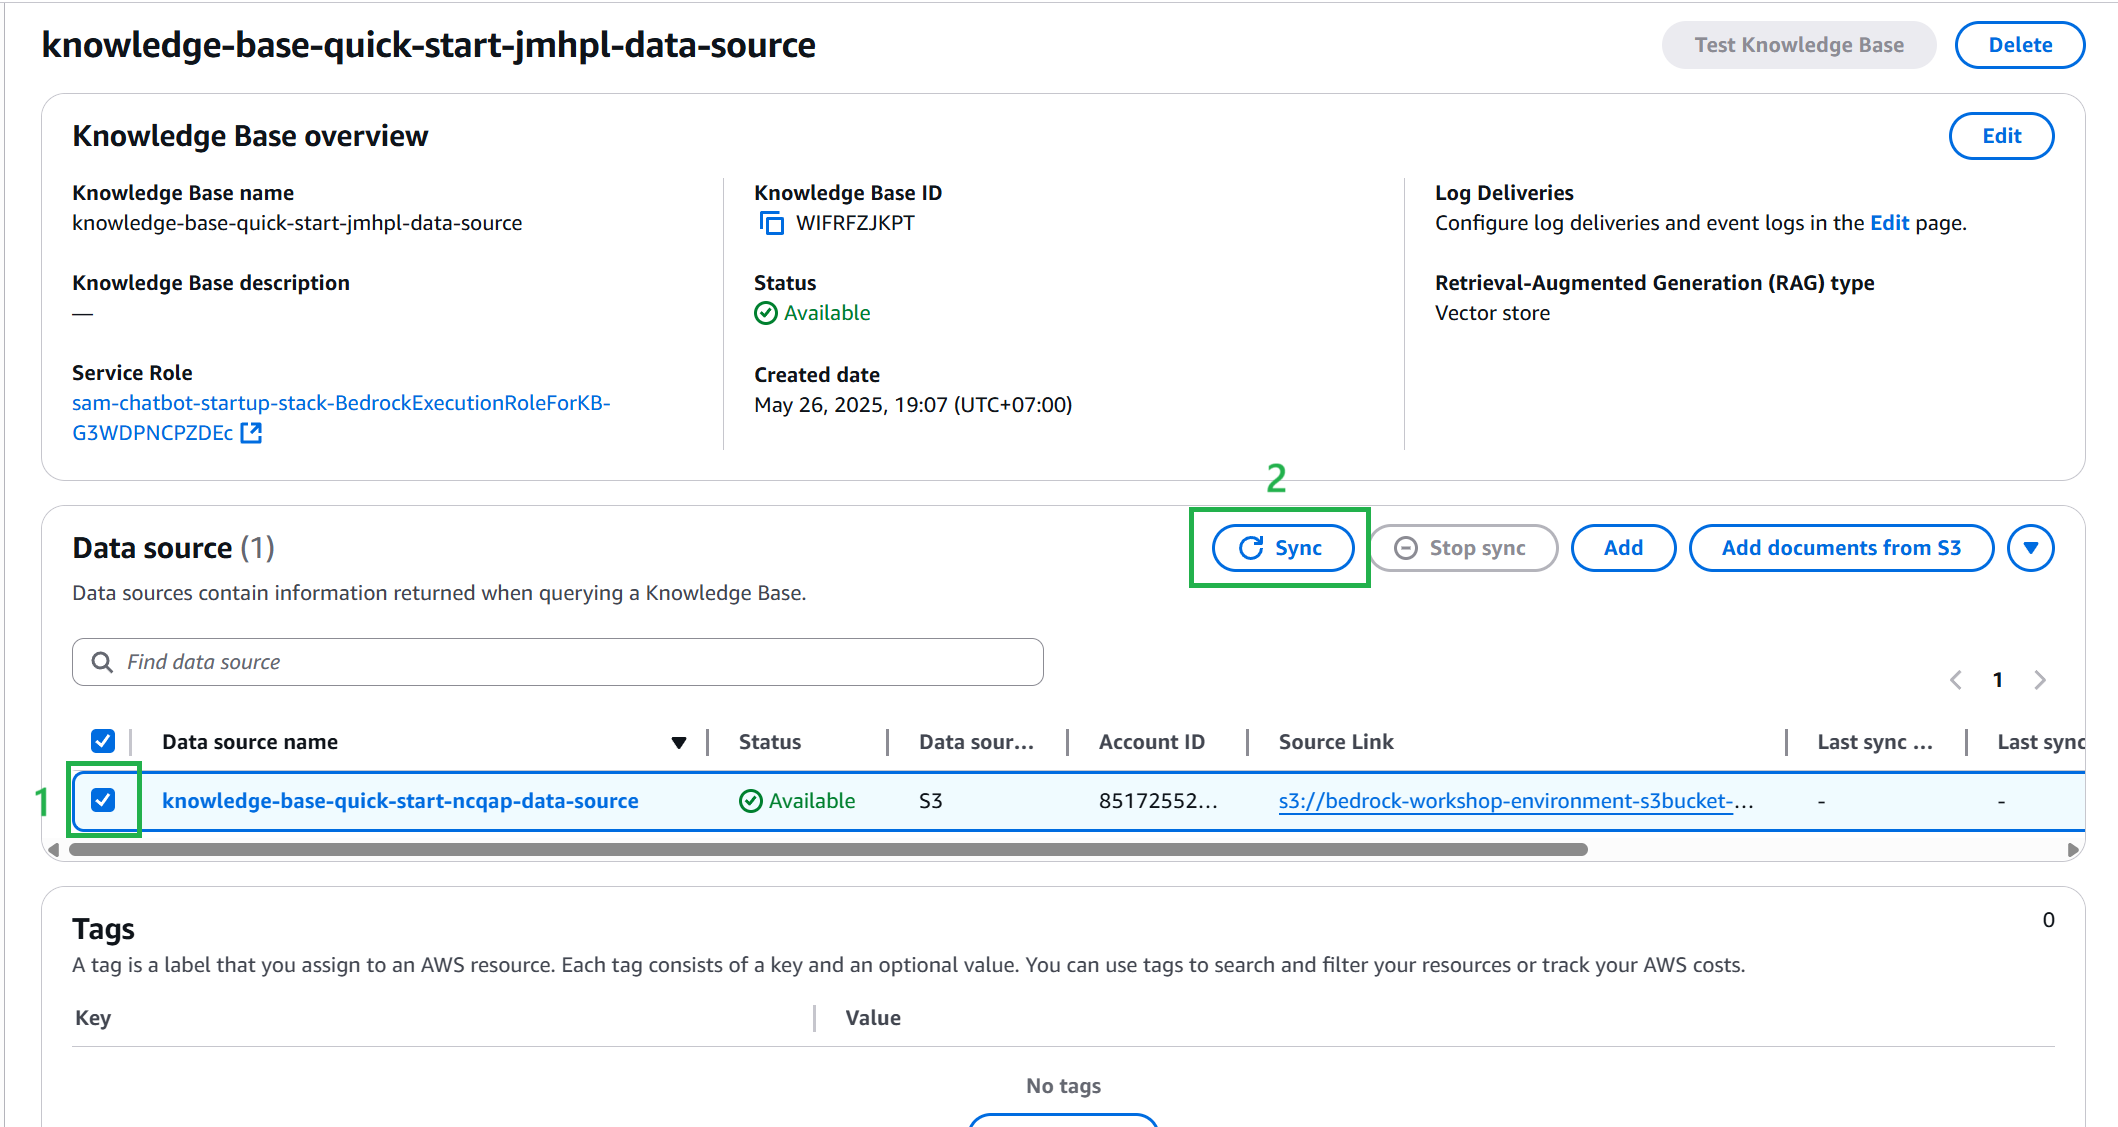 knowledge-base-quick-start-jmhpl-data-source
Test Knowledge Base
Delete
Knowledge Base overview
Edit
Knowledge Base name
knowledge-base-quick-start-jmhpl-data-source
Knowledge Base description
—
Service Role
sam-chatbot-startup-stack-BedrockExecutionRoleForKB-
G3WDPNCPZDEc
Knowledge Base ID
WIFRFZJKPT
Status
Available
Created date
May 26, 2025, 19:07 (UTC+07:00)
Log Deliveries
Configure log deliveries and event logs in the Edit page.
Retrieval-Augmented Generation (RAG) type
Vector store
2
Data source (1)
Sync
Stop sync
Add
Add documents from S3
Data sources contain information returned when querying a Knowledge Base.
Find data source
1
Data source name
Status
Data sour...
Account ID
Source Link
Last sync ...
Last sync
1
knowledge-base-quick-start-ncqap-data-source
Available
S3
85172552...
s3://bedrock-workshop-environment-s3bucket-...
-
-
Tags
0
A tag is a label that you assign to an AWS resource. Each tag consists of a key and an optional value. You can use tags to search and filter your resources or track your AWS costs.
Key
Value
No tags